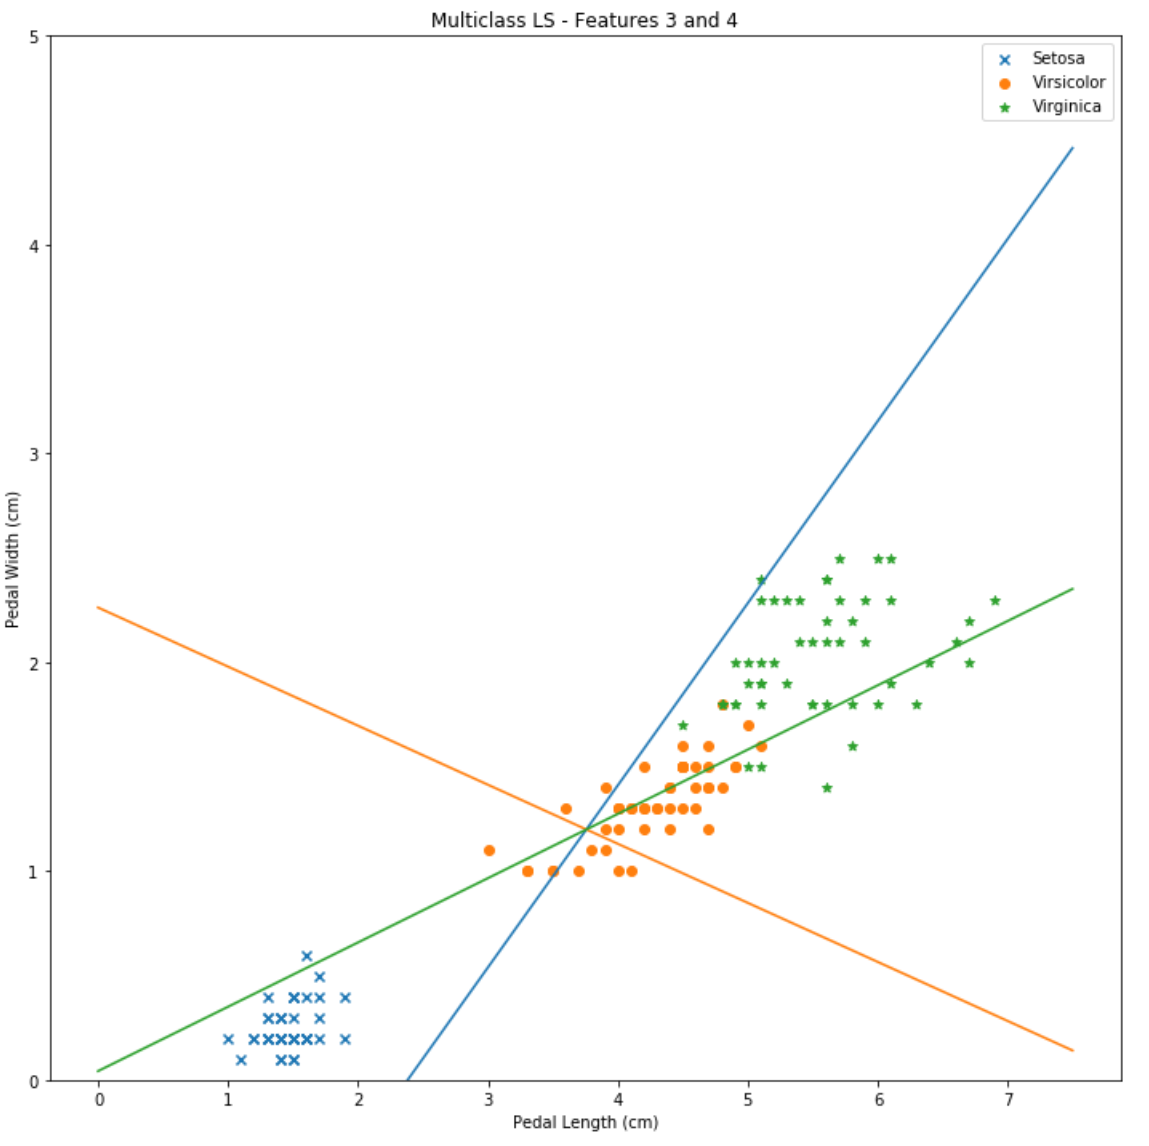 Multiclass LS - Features 3 and 4
Setosa
Virsicolor
Virginica
5
4
3
2
1
0
Pedal Width (cm)
0 1 2 3 4 5 6 7
Pedal Length (cm)